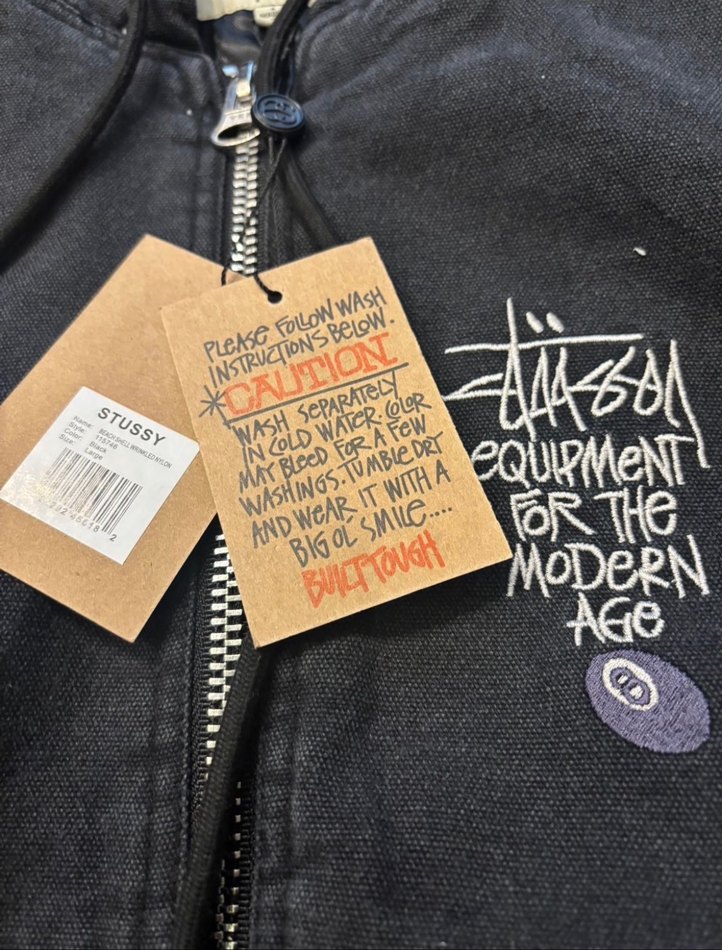 STUSSY
Name: BEACH SHELL WRINKLED NYLON
Style: 115746
Color: Black
Size: Large
2
PLEASE FOLLOW WASH
INSTRUCTIONS BELOW.
*CAUTION!
WASH SEPARATELY
IN COLD WATER. COLOR
MAY BLEED FOR A FEW
WASHINGS. TUMBLE DRY
AND WEAR IT WITH A
BIG OL' SMILE....
BUILT TOUGH
Stüssy
EQUIPMENT
FOR THE
MODERN
AGE
8